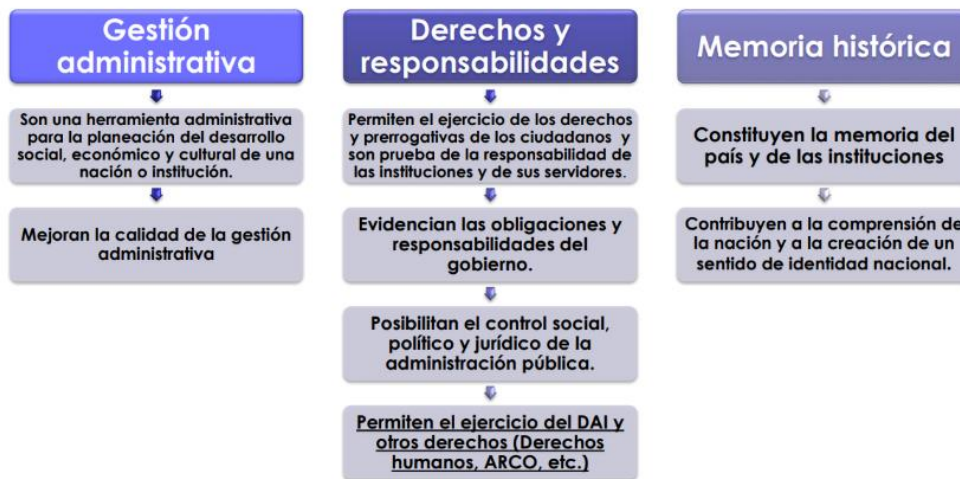 Gestión
administrativa
Son una herramienta administrativa
para la planeación del desarrollo
social, económico y cultural de una
nación o institución.
Mejoran la calidad de la gestión
administrativa
Derechos y
responsabilidades
Permiten el ejercicio de los derechos
y prerrogativas de los ciudadanos y
son prueba de la responsabilidad de
las instituciones y de sus servidores.
Evidencian las obligaciones y
responsabilidades del
gobierno.
Posibilitan el control social,
político y jurídico de la
administración pública.
Permiten el ejercicio del DAI y
otros derechos (Derechos
humanos, ARCO, etc.)
Memoria histórica
Constituyen la memoria del
país y de las instituciones
Contribuyen a la comprensión de
la nación y a la creación de un
sentido de identidad nacional.